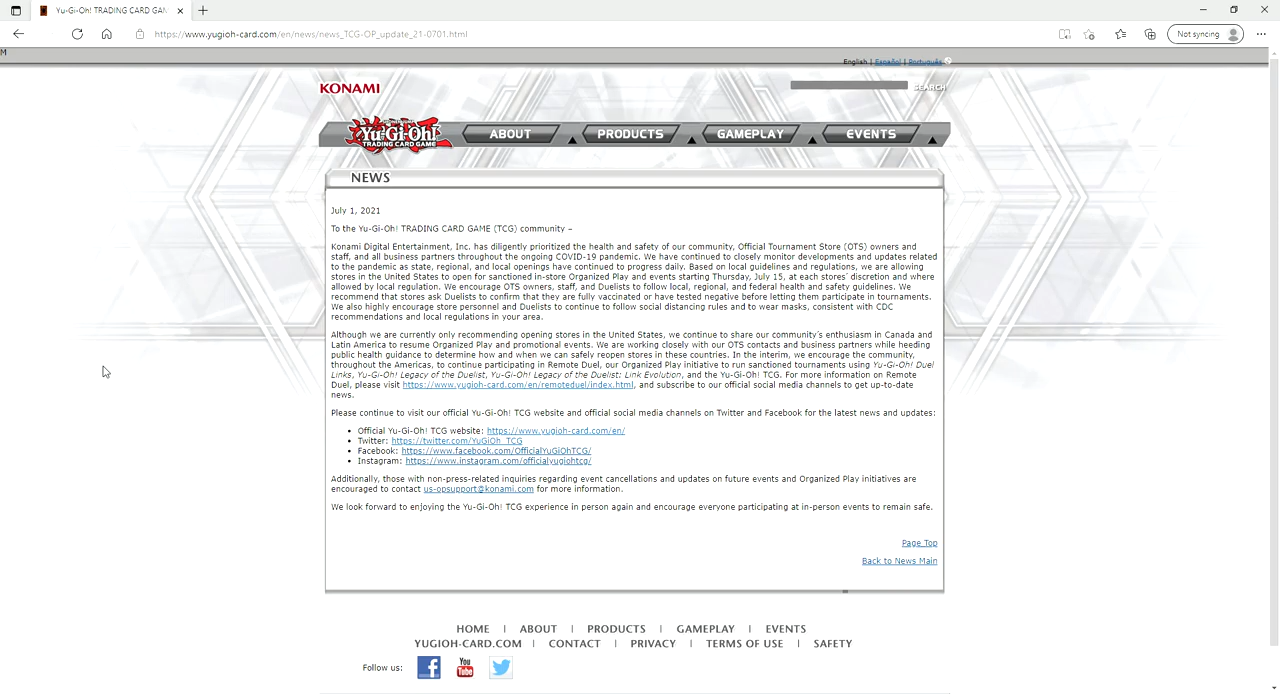 Yu-Gi-Oh! TRADING CARD GAM
https://www.yugioh-card.com/en/news/news_TCG-OP_update_21-0701.html
Not syncing
M
English | Español | Português
KONAMI
SEARCH
Yu-Gi-Oh!
TRADING CARD GAME
ABOUT
PRODUCTS
GAMEPLAY
EVENTS
NEWS
July 1, 2021
To the Yu-Gi-Oh! TRADING CARD GAME (TCG) community –
Konami Digital Entertainment, Inc. has diligently prioritized the health and safety of our community, Official Tournament Store (OTS) owners and
staff, and all business partners throughout the ongoing COVID-19 pandemic. We have continued to closely monitor developments and updates related
to the pandemic as state, regional, and local openings have continued to progress daily. Based on local guidelines and regulations, we are allowing
stores in the United States to open for sanctioned in-store Organized Play and events starting Thursday, July 15, at each stores' discretion and where
allowed by local regulation. We encourage OTS owners, staff, and Duelists to follow local, regional, and federal health and safety guidelines. We
recommend that stores ask Duelists to confirm that they are fully vaccinated or have tested negative before letting them participate in tournaments.
We also highly encourage store personnel and Duelists to continue to follow social distancing rules and to wear masks, consistent with CDC
recommendations and local regulations in your area.
Although we are currently only recommending opening stores in the United States, we continue to share our community's enthusiasm in Canada and
Latin America to resume Organized Play and promotional events. We are working closely with our OTS contacts and business partners while heeding
public health guidance to determine how and when we can safely reopen stores in these countries. In the interim, we encourage the community,
throughout the Americas, to continue participating in Remote Duel, our Organized Play initiative to run sanctioned tournaments using Yu-Gi-Oh! Duel
Links, Yu-Gi-Oh! Legacy of the Duelist, Yu-Gi-Oh! Legacy of the Duelist: Link Evolution, and the Yu-Gi-Oh! TCG. For more information on Remote
Duel, please visit https://www.yugioh-card.com/en/remoteduel/index.html, and subscribe to our official social media channels to get up-to-date
news.
Please continue to visit our official Yu-Gi-Oh! TCG website and official social media channels on Twitter and Facebook for the latest news and updates:
• Official Yu-Gi-Oh! TCG website: https://www.yugioh-card.com/en/
• Twitter: https://twitter.com/YuGiOh_TCG
• Facebook: https://www.facebook.com/OfficialYuGiOhTCG/
• Instagram: https://www.instagram.com/officialyugiohtcg/
Additionally, those with non-press-related inquiries regarding event cancellations and updates on future events and Organized Play initiatives are
encouraged to contact us-opsupport@konami.com for more information.
We look forward to enjoying the Yu-Gi-Oh! TCG experience in person again and encourage everyone participating at in-person events to remain safe.
Page Top
Back to News Main
HOME | ABOUT | PRODUCTS | GAMEPLAY | EVENTS
YUGIOH-CARD.COM | CONTACT | PRIVACY | TERMS OF USE | SAFETY
Follow us:
You Tube